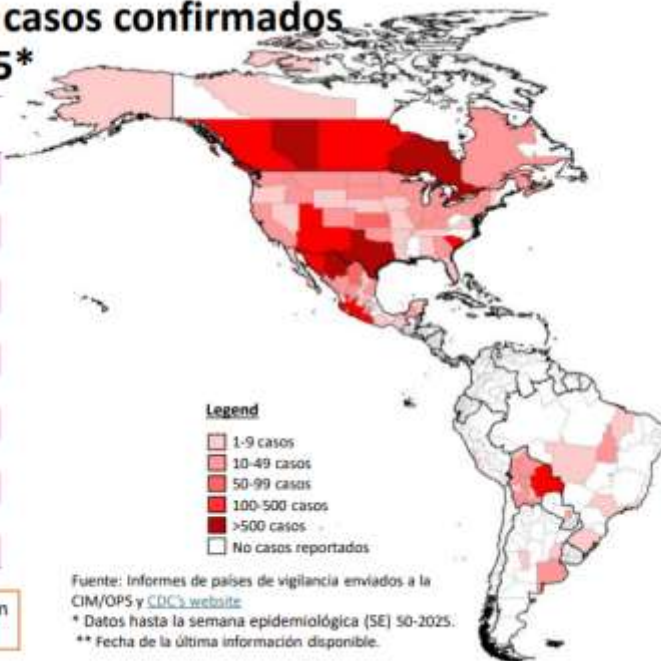 casos confirmados
5*
Legend
1-9 casos
10-49 casos
50-99 casos
100-500 casos
>500 casos
No casos reportados
Fuente: Informes de países de vigilancia enviados a la
CIM/OPS y CDC's website
* Datos hasta la semana epidemiológica (SE) 50-2025.
** Fecha de la última información disponible.
n